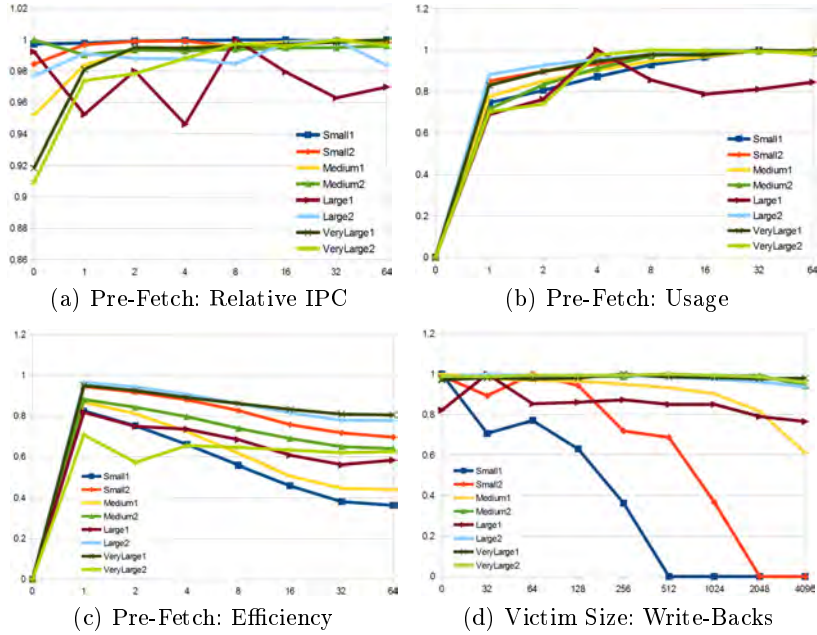 1.02
1
0.98
0.96
0.94
0.92
0.9
0.88
0.86
Small1
Small2
Medium1
Medium2
Large1
Large2
VeryLarge1
VeryLarge2
0 1 2 4 8 16 32 64
(a) Pre-Fetch: Relative IPC
1.2
1
0.8
0.6
0.4
0.2
0
Small1
Small2
Medium1
Medium2
Large1
Large2
VeryLarge1
VeryLarge2
0 1 2 4 8 16 32 64
(b) Pre-Fetch: Usage
1.2
1
0.8
0.6
0.4
0.2
0
Small1
Small2
Medium1
Medium2
Large1
Large2
VeryLarge1
VeryLarge2
0 1 2 4 8 16 32 64
(c) Pre-Fetch: Efficiency
1.2
1
0.8
0.6
0.4
0.2
0
Small1
Small2
Medium1
Medium2
Large1
Large2
VeryLarge1
VeryLarge2
0 32 64 128 256 512 1024 2048 4096
(d) Victim Size: Write-Backs